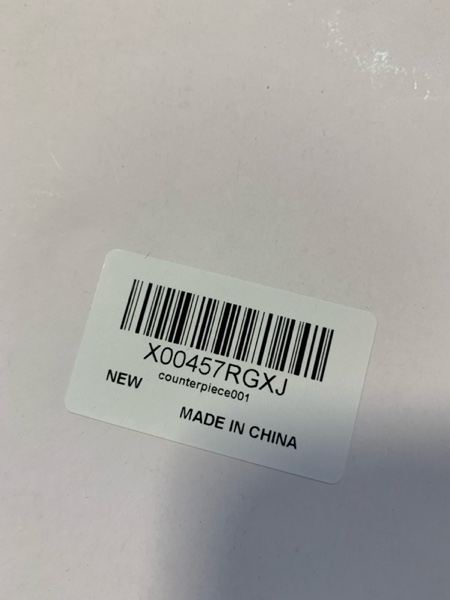 X00457RGXJ
counterpiece001
NEW
MADE IN CHINA